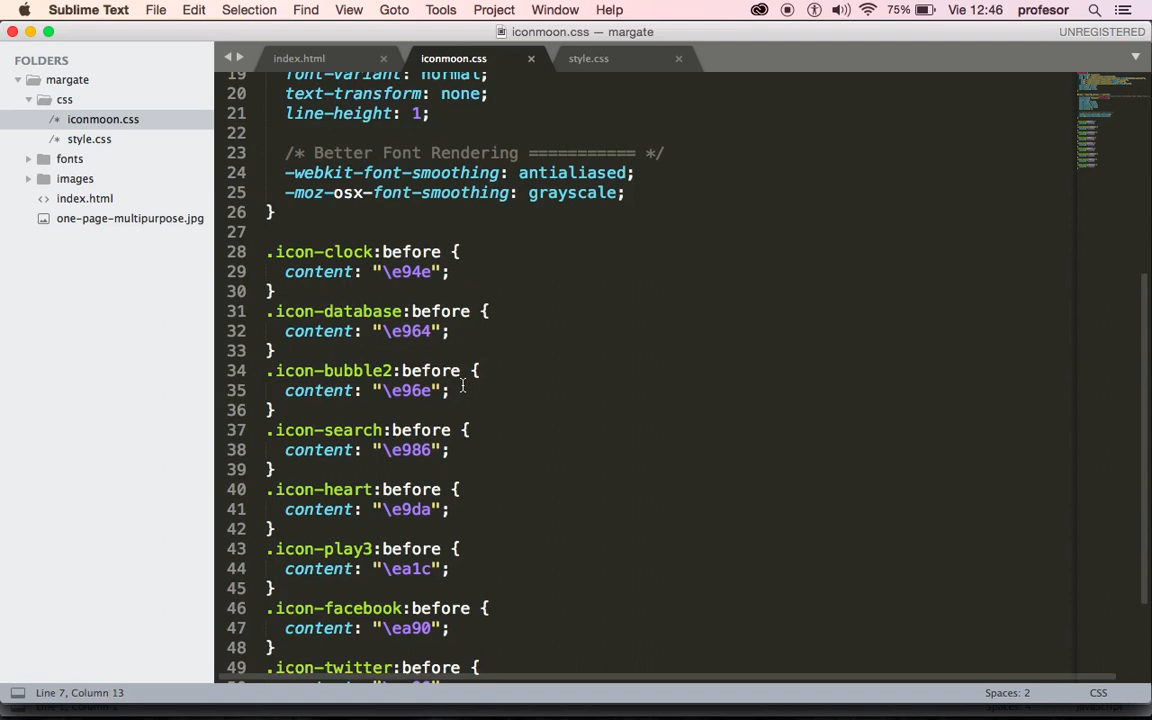 Sublime Text File Edit Selection Find View Goto Tools Project Window Help 75% Vie 12:46 profesor
iconmoon.css — margate UNREGISTERED
FOLDERS
margate
css
/* iconmoon.css
/* style.css
fonts
images
<> index.html
one-page-multipurpose.jpg
index.html × iconmoon.css × style.css ×
19 font-variant: normal;
20 text-transform: none;
21 line-height: 1;
22
23 /* Better Font Rendering =========== */
24 -webkit-font-smoothing: antialiased;
25 -moz-osx-font-smoothing: grayscale;
26 }
27
28 .icon-clock:before {
29 content: "\e94e";
30 }
31 .icon-database:before {
32 content: "\e964";
33 }
34 .icon-bubble2:before {
35 content: "\e96e";
36 }
37 .icon-search:before {
38 content: "\e986";
39 }
40 .icon-heart:before {
41 content: "\e9da";
42 }
43 .icon-play3:before {
44 content: "\ea1c";
45 }
46 .icon-facebook:before {
47 content: "\ea90";
48 }
49 .icon-twitter:before {
Line 7, Column 13 Spaces: 2 CSS